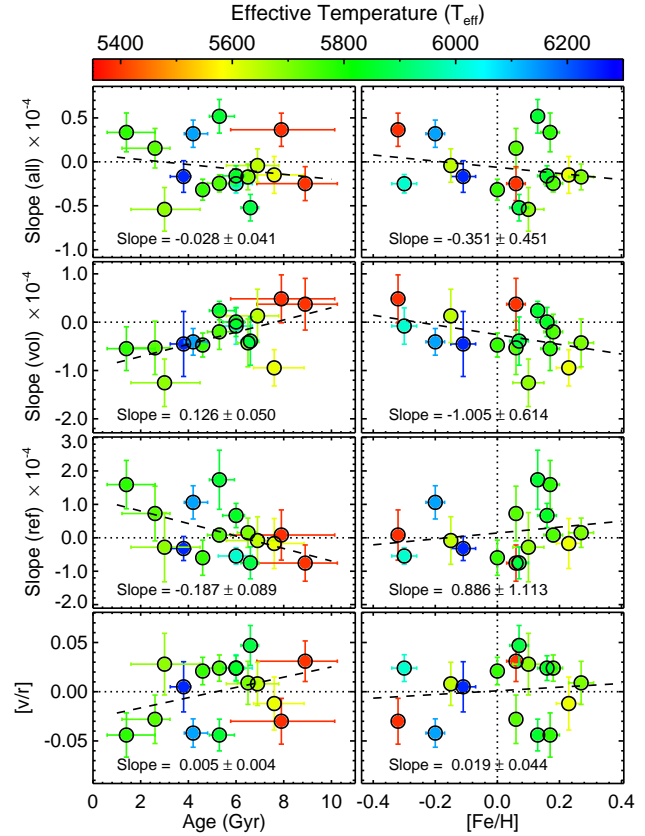 Effective Temperature (T_eff)
5400 5600 5800 6000 6200
Slope (all) ×10^-4
0.5
0.0
-0.5
-1.0
Slope = -0.028 ± 0.041
Slope = -0.351 ± 0.451
Slope (vol) ×10^-4
1.0
0.0
-1.0
-2.0
Slope = 0.126 ± 0.050
Slope = -1.005 ± 0.614
Slope (ref) ×10^-4
3.0
2.0
1.0
0.0
-1.0
-2.0
Slope = -0.187 ± 0.089
Slope = 0.886 ± 1.113
[v/r]
0.05
0.00
-0.05
Slope = 0.005 ± 0.004
Slope = 0.019 ± 0.044
0 2 4 6 8 10
-0.4 -0.2 0.0 0.2 0.4
Age (Gyr)
[Fe/H]